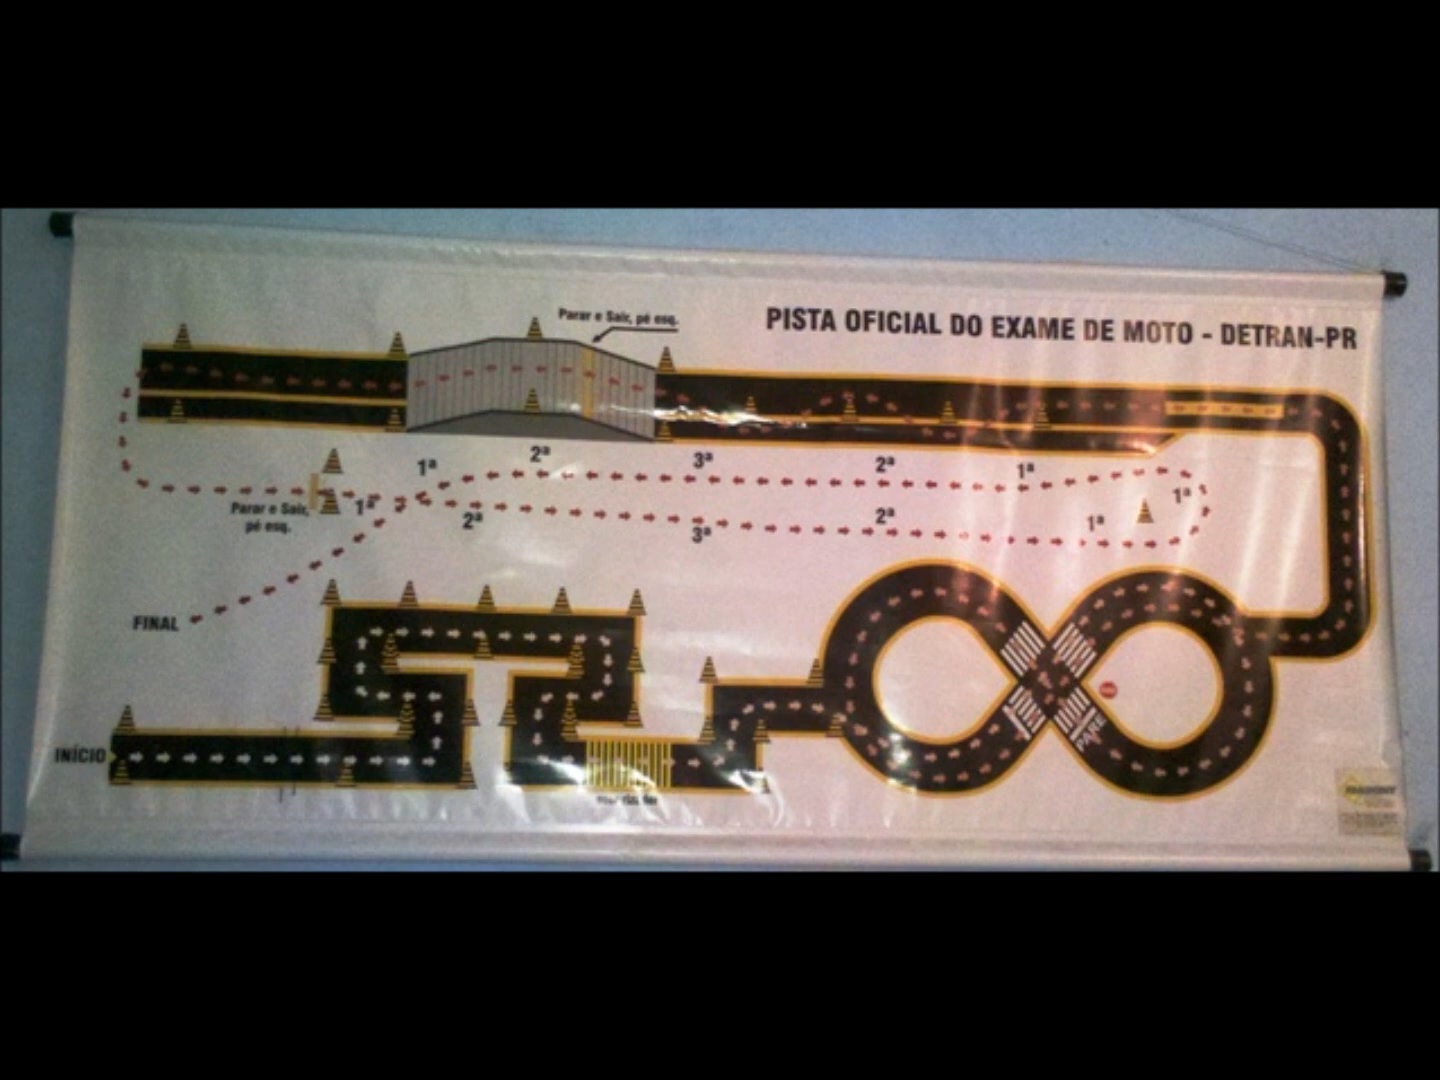 PISTA OFICIAL DO EXAME DE MOTO - DETRAN-PR
Parar e Sair, pé esq.
1ª
2ª
3ª
2ª
1ª
1ª
Parar e Sair,
pé esq.
1ª
2ª
3ª
2ª
1ª
FINAL
INÍCIO
PARE